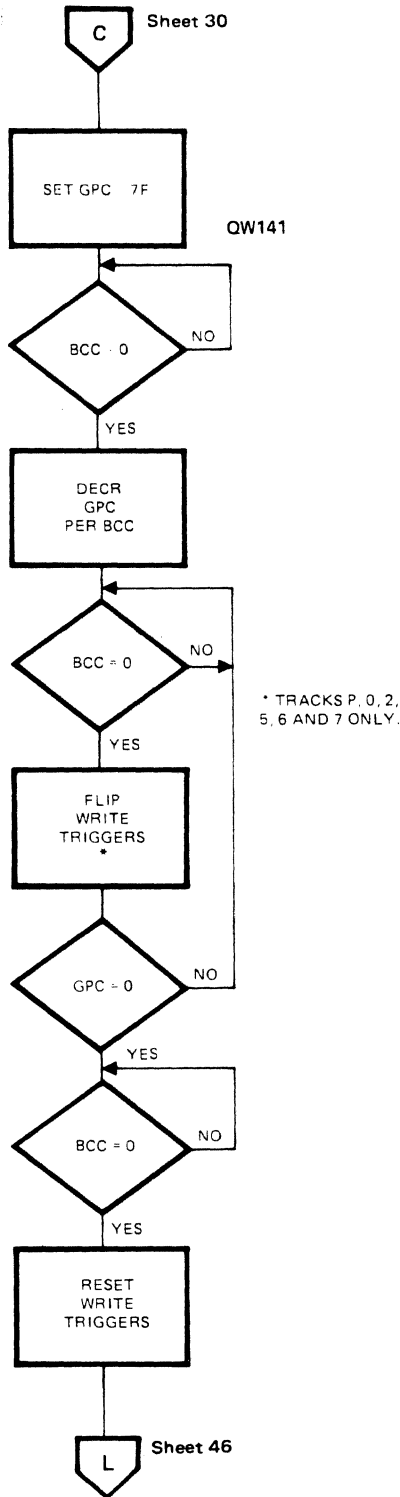 C
Sheet 30
SET GPC 7F
QW141
BCC 0
NO
YES
DECR
GPC
PER BCC
BCC = 0
NO
* TRACKS P, 0, 2,
5, 6 AND 7 ONLY.
YES
FLIP
WRITE
TRIGGERS
*
GPC = 0
NO
YES
BCC = 0
NO
YES
RESET
WRITE
TRIGGERS
L
Sheet 46